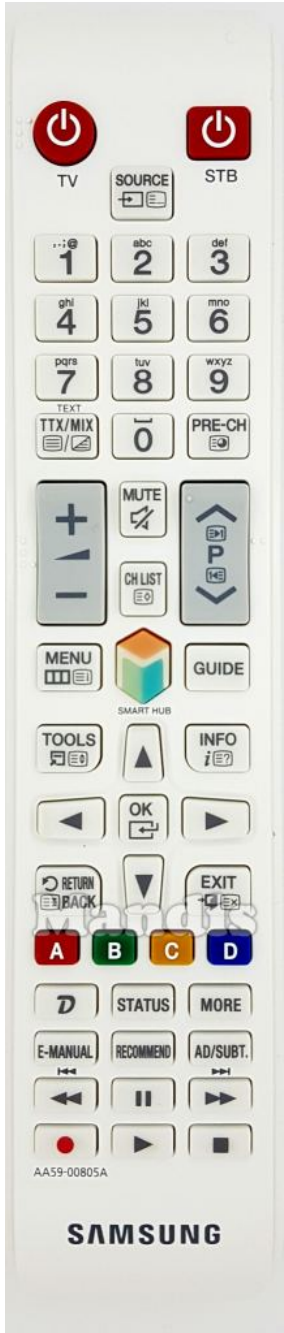 TV
STB
SOURCE
.,:;@ abc def
1 2 3
ghi jkl mno
4 5 6
pqrs tuv wxyz
7 8 9
TEXT
TTX/MIX 0 PRE-CH
MUTE
+
P
−
CH LIST
MENU GUIDE
SMART HUB
TOOLS INFO
i
OK
RETURN EXIT
BACK
Mandis
A B C D
D STATUS MORE
E-MANUAL RECOMMEND AD/SUBT.
AA59-00805A
SAMSUNG